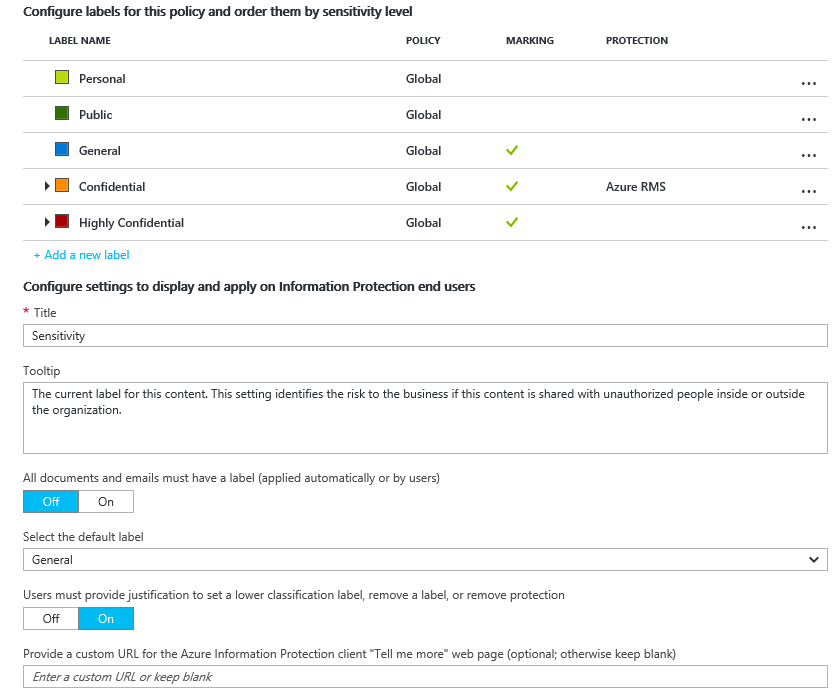 Configure labels for this policy and order them by sensitivity level
LABEL NAME POLICY MARKING PROTECTION
Personal Global ...
Public Global ...
General Global ...
Confidential Global Azure RMS ...
Highly Confidential Global ...
+ Add a new label
Configure settings to display and apply on Information Protection end users
* Title
Sensitivity
Tooltip
The current label for this content. This setting identifies the risk to the business if this content is shared with unauthorized people inside or outside
the organization.
All documents and emails must have a label (applied automatically or by users)
Off On
Select the default label
General
Users must provide justification to set a lower classification label, remove a label, or remove protection
Off On
Provide a custom URL for the Azure Information Protection client "Tell me more" web page (optional; otherwise keep blank)
Enter a custom URL or keep blank